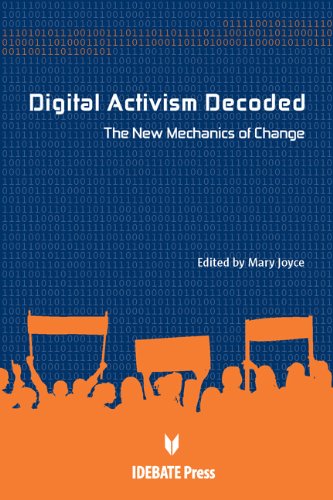 Digital Activism Decoded
The New Mechanics of Change
Edited by Mary Joyce
IDEBATE Press